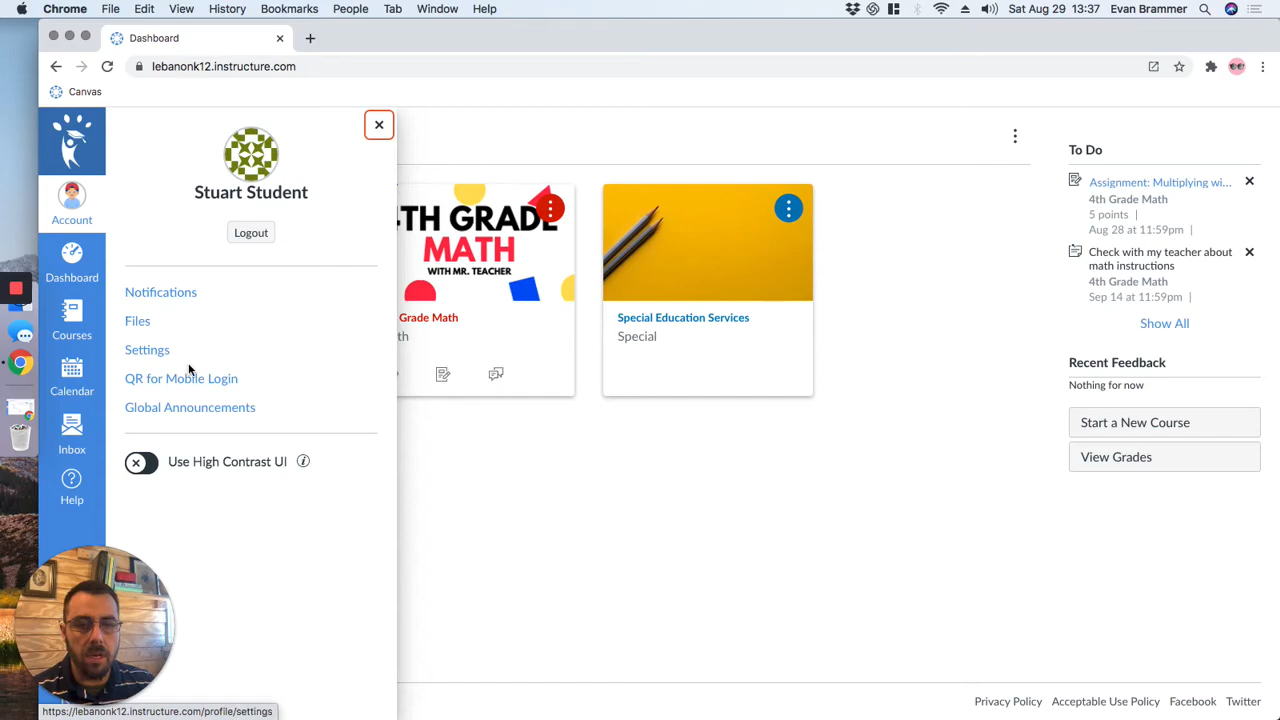 Chrome File Edit View History Bookmarks People Tab Window Help Sat Aug 29 13:37 Evan Brammer
Dashboard
lebanonk12.instructure.com
Canvas
Account
Dashboard
Courses
Calendar
Inbox
Help
Stuart Student
Logout
Notifications
Files
Settings
QR for Mobile Login
Global Announcements
Use High Contrast UI
4TH GRADE
MATH
WITH MR. TEACHER
Grade Math
th
Special Education Services
Special
To Do
Assignment: Multiplying wi...
4th Grade Math
5 points |
Aug 28 at 11:59pm |
Check with my teacher about
math instructions
4th Grade Math
Sep 14 at 11:59pm |
Show All
Recent Feedback
Nothing for now
Start a New Course
View Grades
Privacy Policy Acceptable Use Policy Facebook Twitter
https://lebanonk12.instructure.com/profile/settings